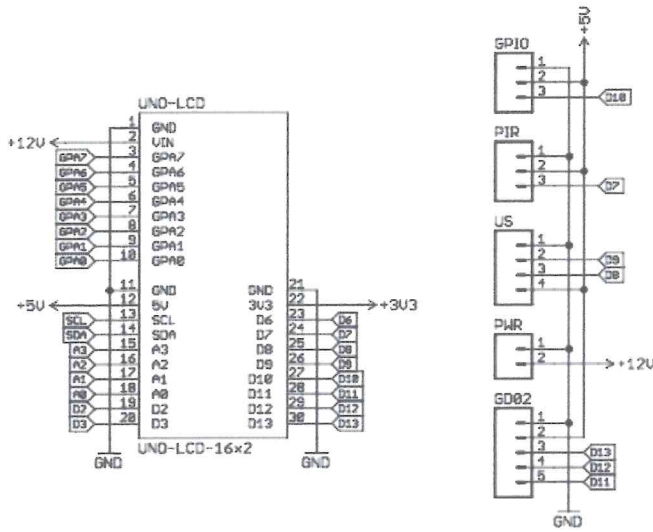 UNO-LCD
1 GND
+12V 2 VIN
GPA7 3 GPA7
GPA6 4 GPA6
GPA5 5 GPA5
GPA4 6 GPA4
GPA3 7 GPA3
GPA2 8 GPA2
GPA1 9 GPA1
GPA0 10 GPA0
11 GND GND 21
+5V 12 5V 3V3 22 +3V3
SCL 13 SCL D6 23 D6
SDA 14 SDA D7 24 D7
A3 15 A3 D8 25 D8
A2 16 A2 D9 26 D9
A1 17 A1 D10 27 D10
A0 18 A0 D11 28 D11
D2 19 D2 D12 29 D12
D3 20 D3 D13 30 D13
UNO-LCD-16x2
GND GND
+5V
GPIO
1
2
3 D10
PIR
1
2
3 D7
US
1
2 D9
3 D8
4
PWR
1
2 +12V
GD02
1
2
3 D13
4 D12
5 D11
GND